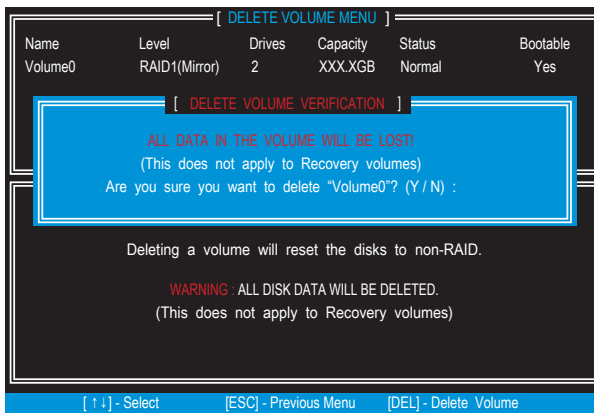 [ DELETE VOLUME MENU ]
Name Level Drives Capacity Status Bootable
Volume0 RAID1(Mirror) 2 XXX.XGB Normal Yes
[ DELETE VOLUME VERIFICATION ]
ALL DATA IN THE VOLUME WILL BE LOST!
(This does not apply to Recovery volumes)
Are you sure you want to delete “Volume0”? (Y / N) :
Deleting a volume will reset the disks to non-RAID.
WARNING : ALL DISK DATA WILL BE DELETED.
(This does not apply to Recovery volumes)
[ ↑↓] - Select [ESC] - Previous Menu [DEL] - Delete Volume